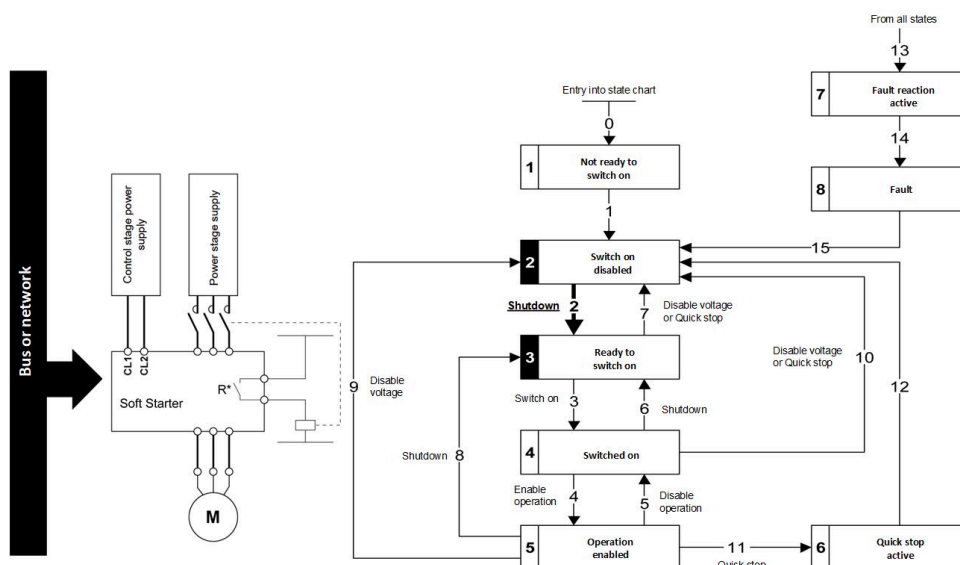 From all states
13
7
Fault reaction
active
14
8
Fault
15
Entry into state chart
0
1
Not ready to
switch on
1
2
Switch on
disabled
Shutdown
2
7
Disable voltage
or Quick stop
3
Ready to
switch on
Switch on
3
6
Shutdown
4
Switched on
Enable
operation
4
5
Disable
operation
5
Operation
enabled
11
Quick stop
6
Quick stop
active
Disable voltage
or Quick stop
10
12
9
Disable
voltage
Shutdown
8
Bus or network
Control stage power
supply
Power stage supply
CL1
CL2
R*
Soft Starter
M